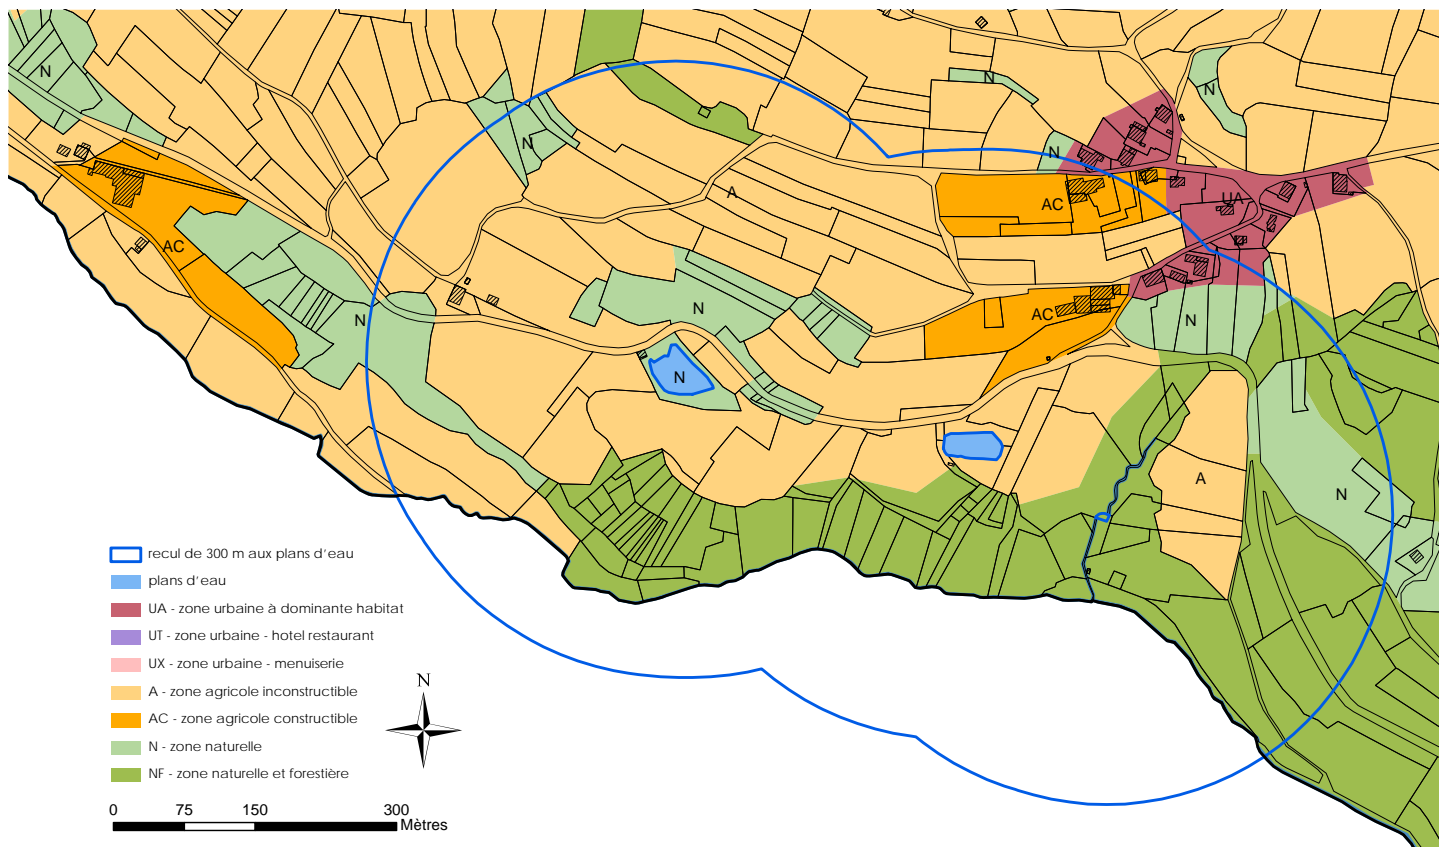 N
N
N
N
N
A
AC
UA
AC
N
N
AC
N
N
A
N
recul de 300 m aux plans d'eau
plans d'eau
UA - zone urbaine à dominante habitat
UT - zone urbaine - hotel restaurant
UX - zone urbaine - menuiserie
A - zone agricole inconstructible
AC - zone agricole constructible
N - zone naturelle
NF - zone naturelle et forestière
N
0 75 150 300
Mètres